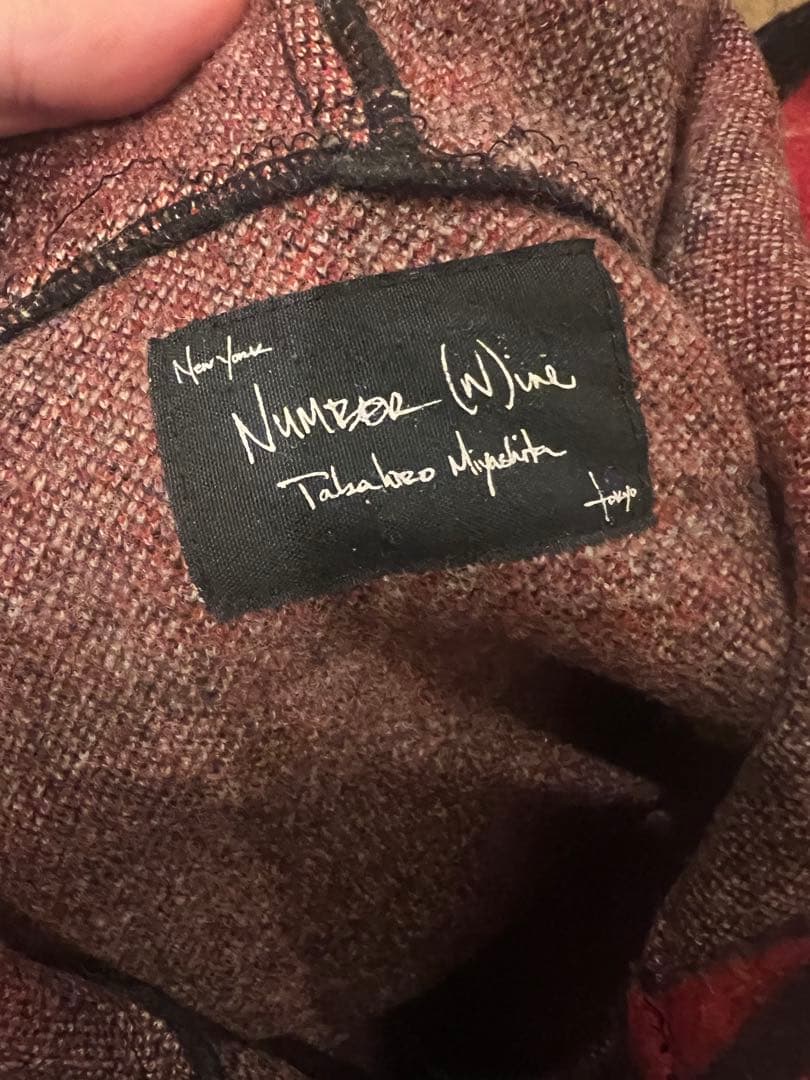 New York
NUMBER (N)ine
Takahiro Miyashita
tokyo